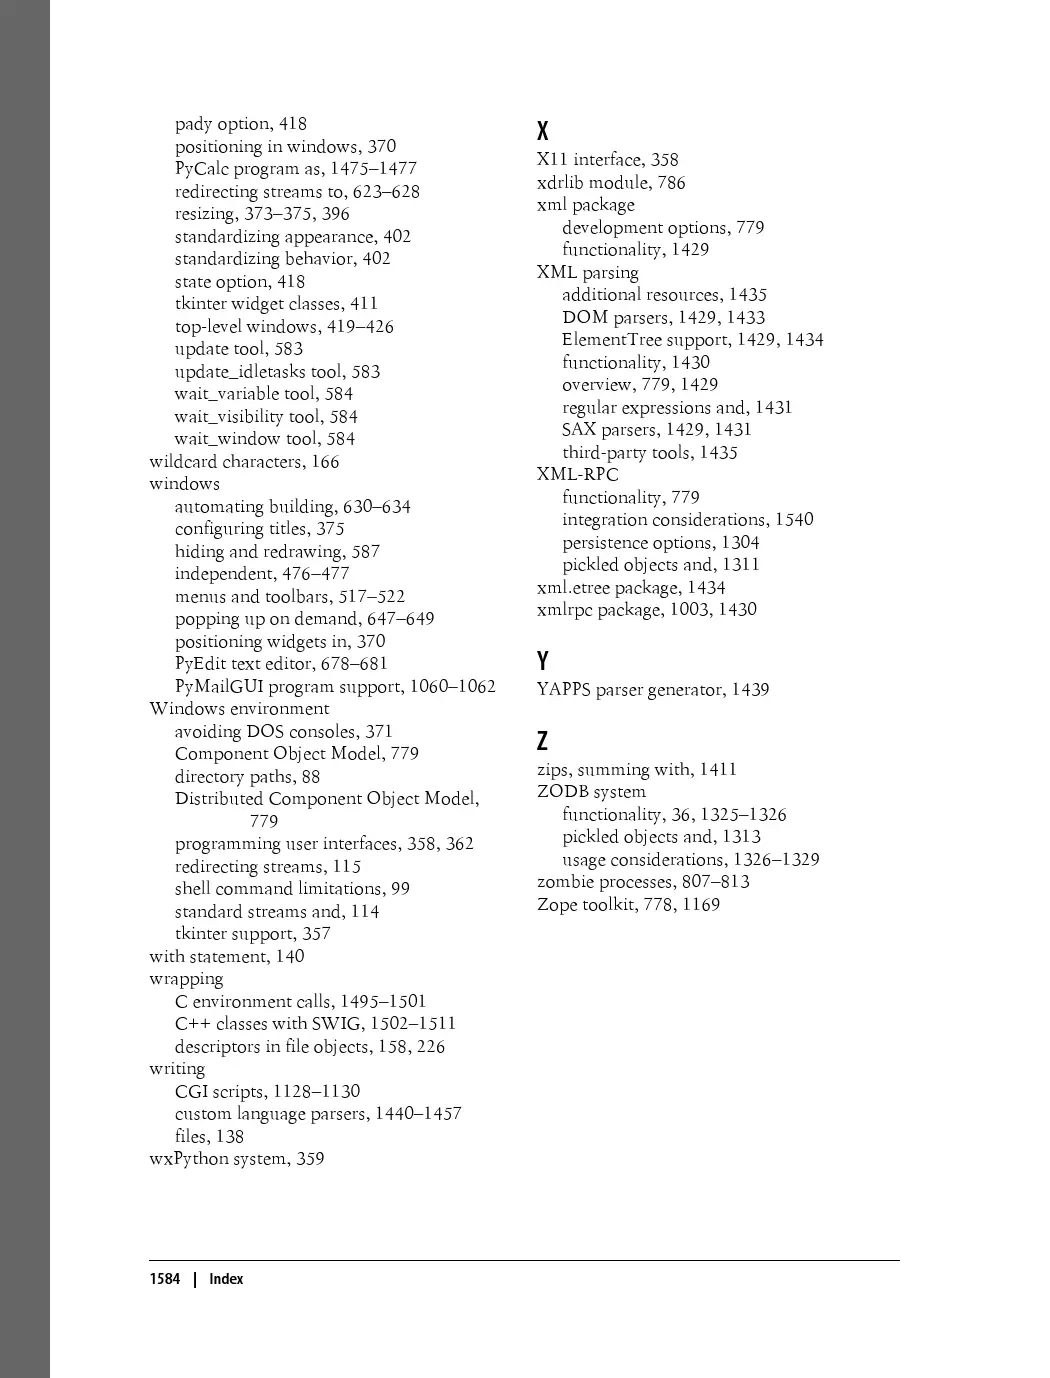 pady option, 418
positioning in windows, 370
PyCalc program as, 1475–1477
redirecting streams to, 623–628
resizing, 373–375, 396
standardizing appearance, 402
standardizing behavior, 402
state option, 418
tkinter widget classes, 411
top-level windows, 419–426
update tool, 583
update_idletasks tool, 583
wait_variable tool, 584
wait_visibility tool, 584
wait_window tool, 584
wildcard characters, 166
windows
automating building, 630–634
configuring titles, 375
hiding and redrawing, 587
independent, 476–477
menus and toolbars, 517–522
popping up on demand, 647–649
positioning widgets in, 370
PyEdit text editor, 678–681
PyMailGUI program support, 1060–1062
Windows environment
avoiding DOS consoles, 371
Component Object Model, 779
directory paths, 88
Distributed Component Object Model,
779
programming user interfaces, 358, 362
redirecting streams, 115
shell command limitations, 99
standard streams and, 114
tkinter support, 357
with statement, 140
wrapping
C environment calls, 1495–1501
C++ classes with SWIG, 1502–1511
descriptors in file objects, 158, 226
writing
CGI scripts, 1128–1130
custom language parsers, 1440–1457
files, 138
wxPython system, 359
X
X11 interface, 358
xdrlib module, 786
xml package
development options, 779
functionality, 1429
XML parsing
additional resources, 1435
DOM parsers, 1429, 1433
ElementTree support, 1429, 1434
functionality, 1430
overview, 779, 1429
regular expressions and, 1431
SAX parsers, 1429, 1431
third-party tools, 1435
XML-RPC
functionality, 779
integration considerations, 1540
persistence options, 1304
pickled objects and, 1311
xml.etree package, 1434
xmlrpc package, 1003, 1430
Y
YAPPS parser generator, 1439
Z
zips, summing with, 1411
ZODB system
functionality, 36, 1325–1326
pickled objects and, 1313
usage considerations, 1326–1329
zombie processes, 807–813
Zope toolkit, 778, 1169
1584 | Index